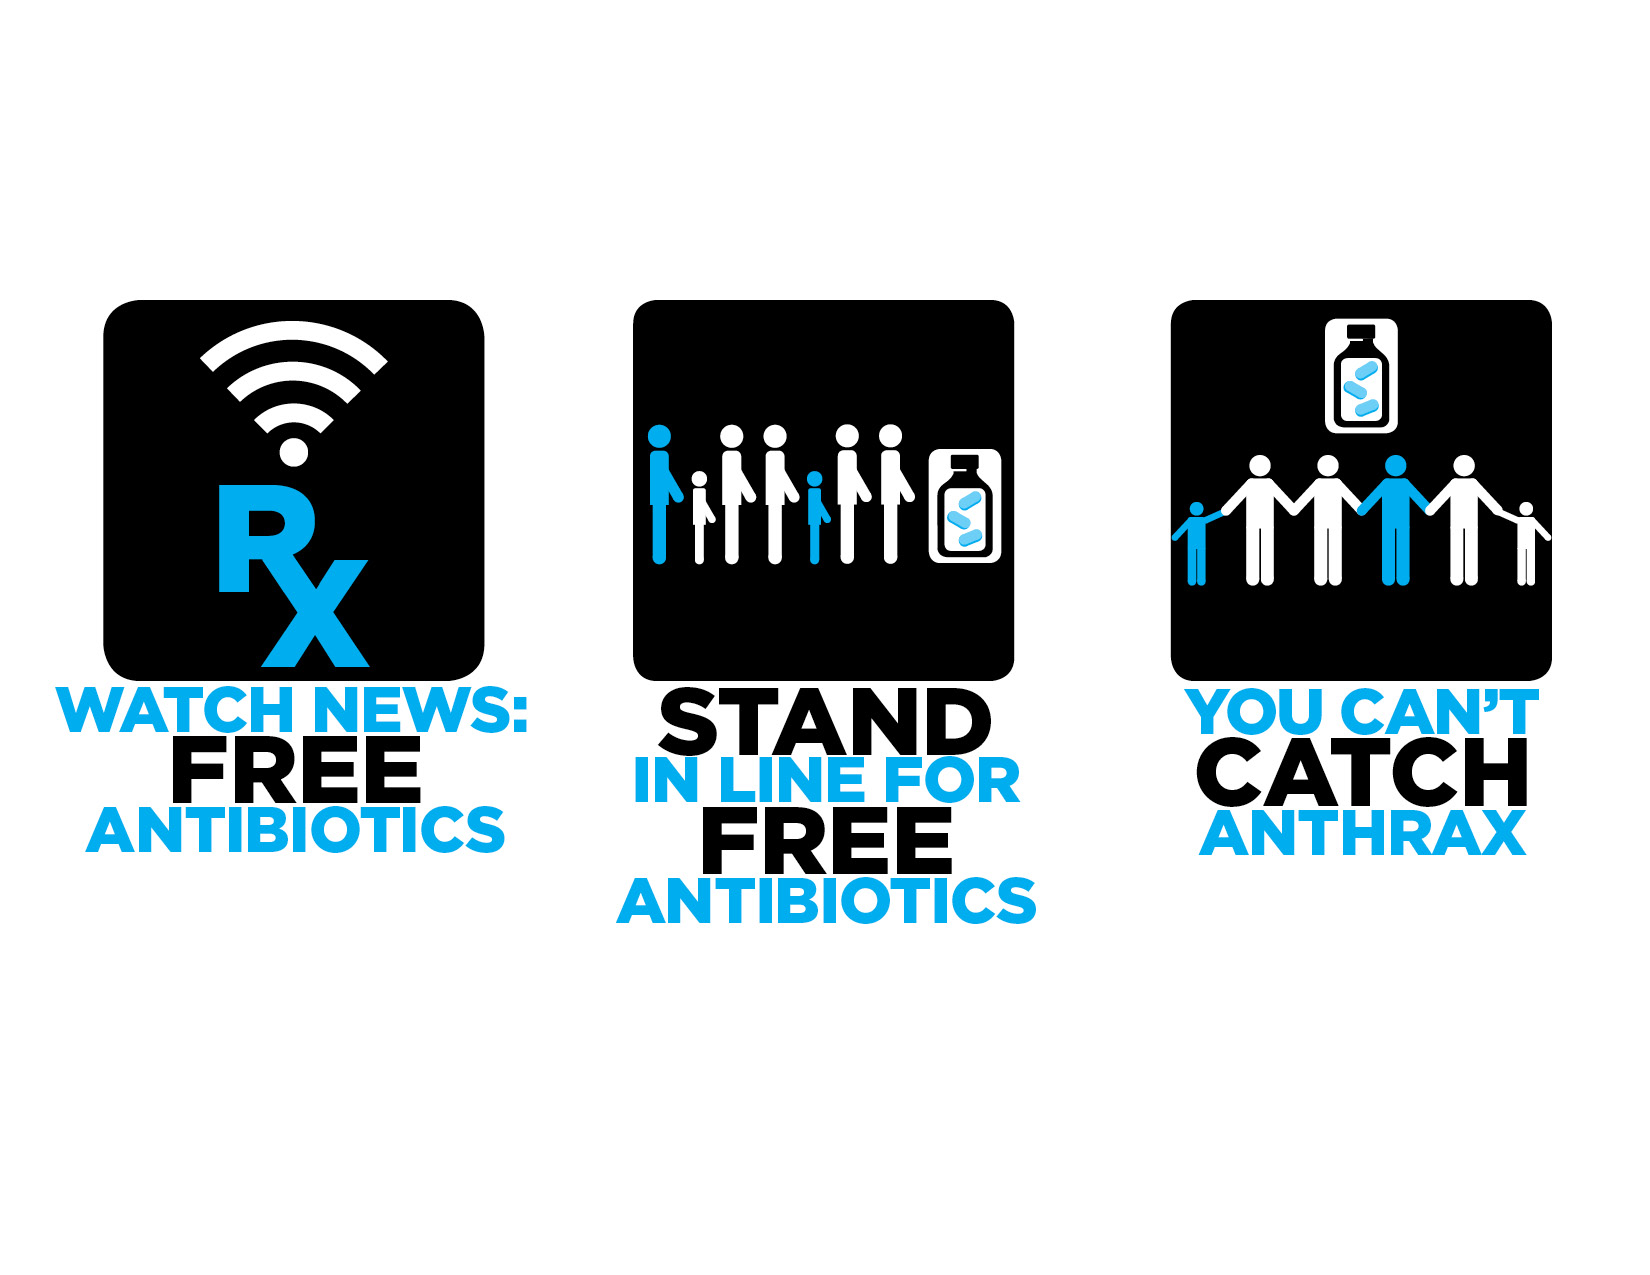 RX
WATCH NEWS:
FREE
ANTIBIOTICS
STAND
IN LINE FOR
FREE
ANTIBIOTICS
YOU CAN'T
CATCH
ANTHRAX